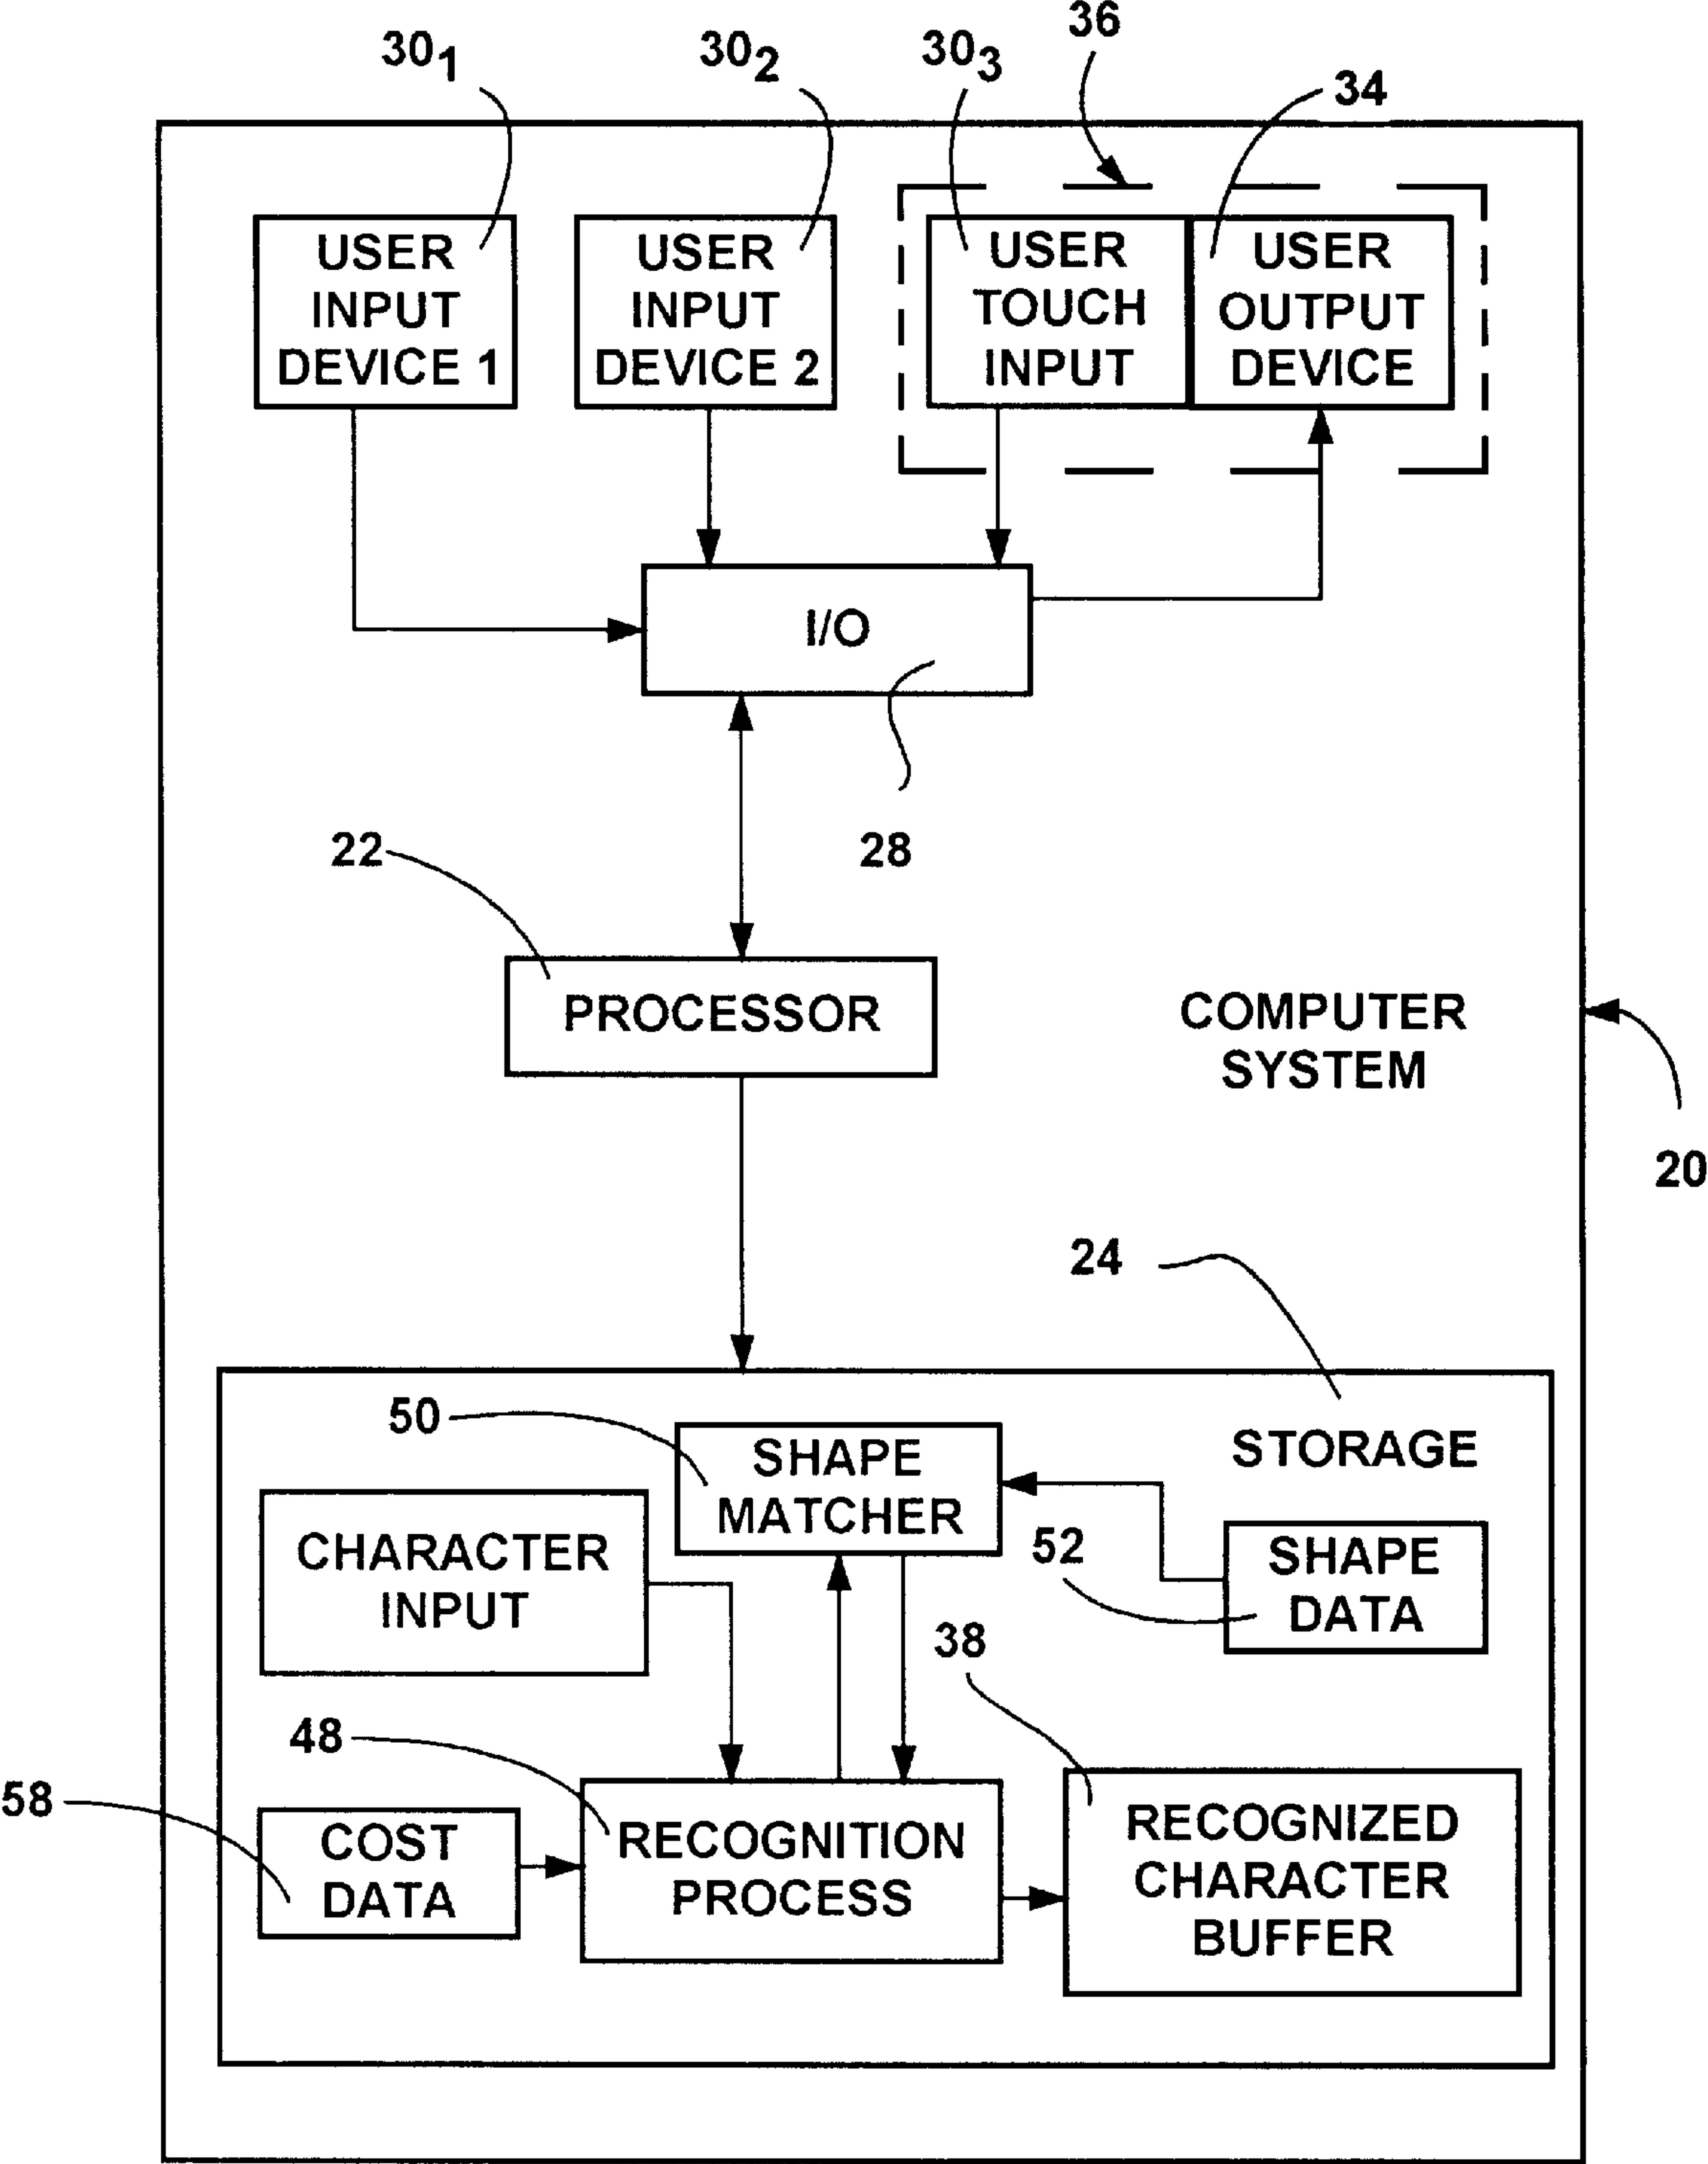 36
30₁
30₂
30₃
34
USER
INPUT
DEVICE 1
USER
INPUT
DEVICE 2
USER
TOUCH
INPUT
USER
OUTPUT
DEVICE
I/O
22
28
PROCESSOR
COMPUTER
SYSTEM
20
24
50
SHAPE
MATCHER
STORAGE
CHARACTER
INPUT
52
SHAPE
DATA
38
48
58
COST
DATA
RECOGNITION
PROCESS
RECOGNIZED
CHARACTER
BUFFER